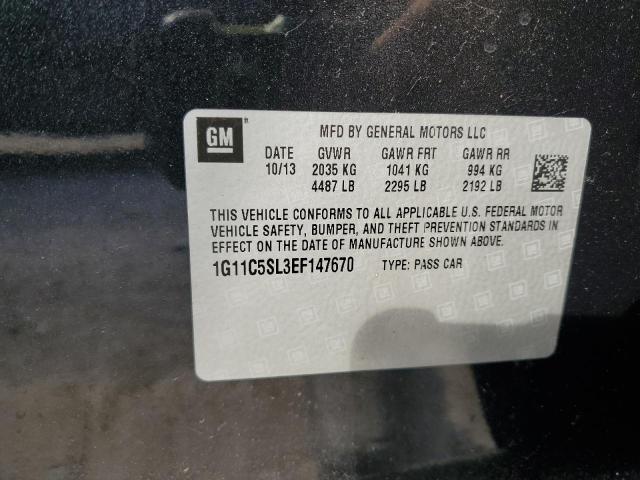 GM
MFD BY GENERAL MOTORS LLC
DATE GVWR GAWR FRT GAWR RR
10/13 2035 KG 1041 KG 994 KG
4487 LB 2295 LB 2192 LB
THIS VEHICLE CONFORMS TO ALL APPLICABLE U.S. FEDERAL MOTOR
VEHICLE SAFETY, BUMPER, AND THEFT PREVENTION STANDARDS IN
EFFECT ON THE DATE OF MANUFACTURE SHOWN ABOVE.
1G11C5SL3EF147670 TYPE: PASS CAR